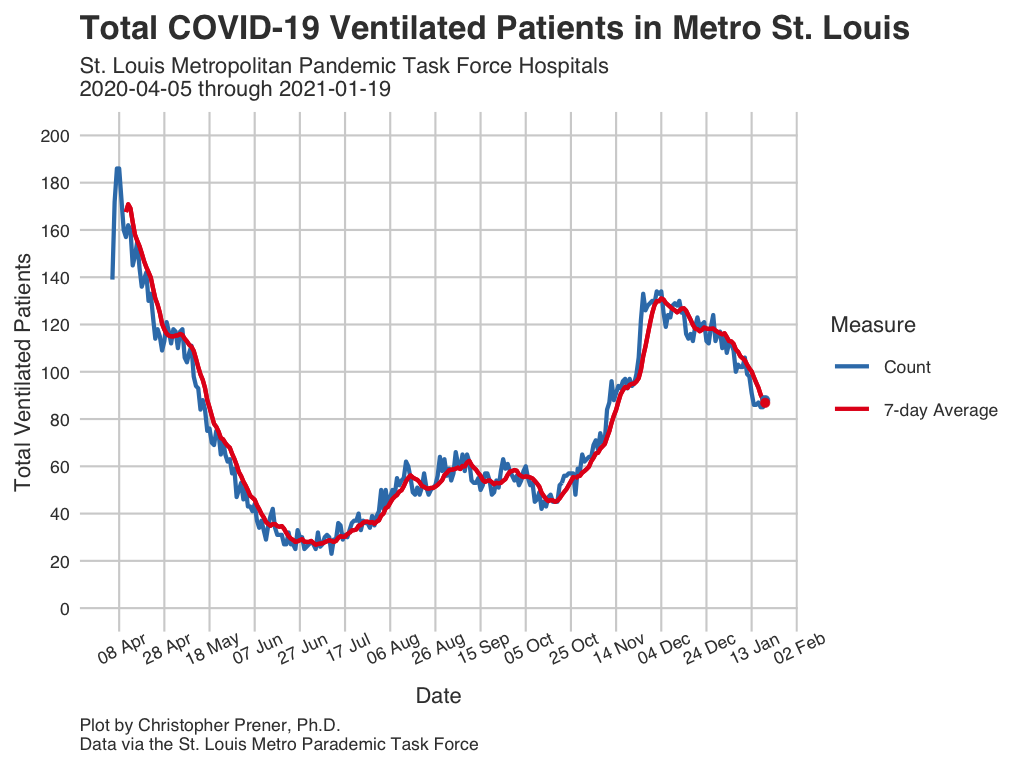 Total COVID-19 Ventilated Patients in Metro St. Louis
St. Louis Metropolitan Pandemic Task Force Hospitals
2020-04-05 through 2021-01-19
Total Ventilated Patients
200
180
160
140
120
100
80
60
40
20
0
08 Apr
28 Apr
18 May
07 Jun
27 Jun
17 Jul
06 Aug
26 Aug
15 Sep
05 Oct
25 Oct
14 Nov
04 Dec
24 Dec
13 Jan
02 Feb
Date
Measure
Count
7-day Average
Plot by Christopher Prener, Ph.D.
Data via the St. Louis Metro Parademic Task Force